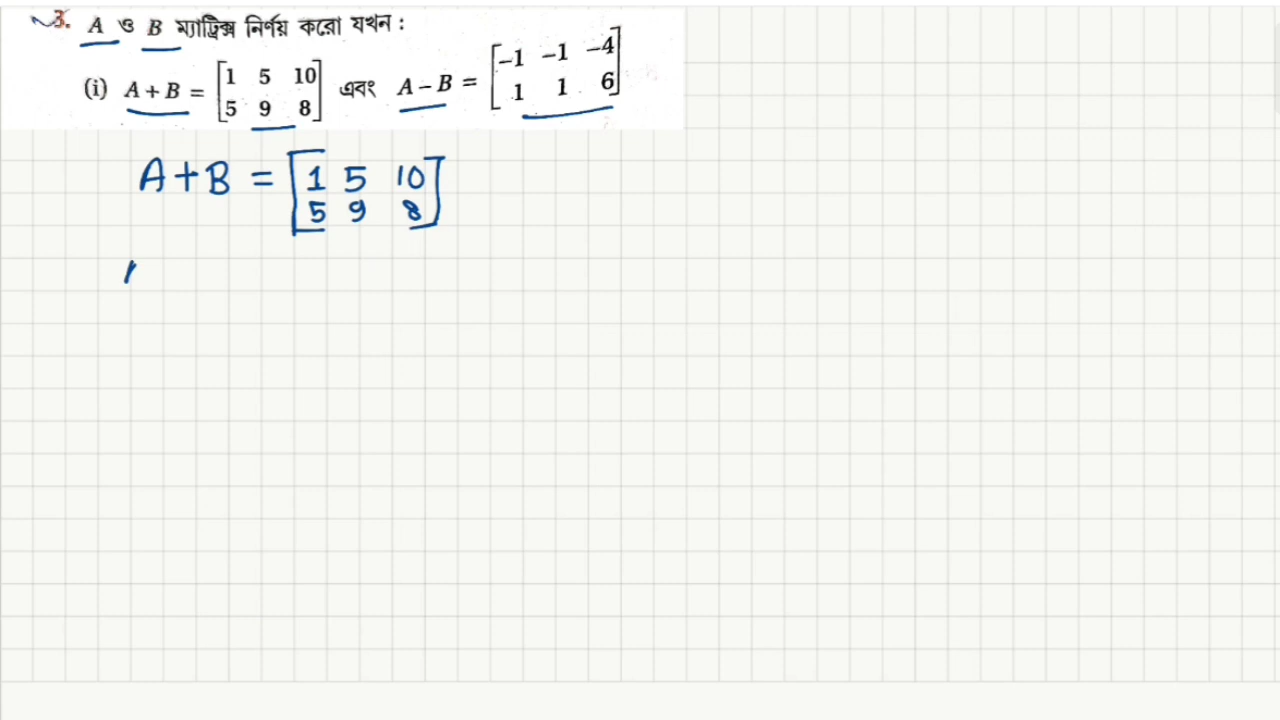 3. A ও B ম্যাট্রিক্স নির্ণয় করো যখন :
(i) A + B = [1 5 10 এবং A – B = [–1 –1 –4
5 9 8] 1 1 6]
A + B = [1 5 10
5 9 8]